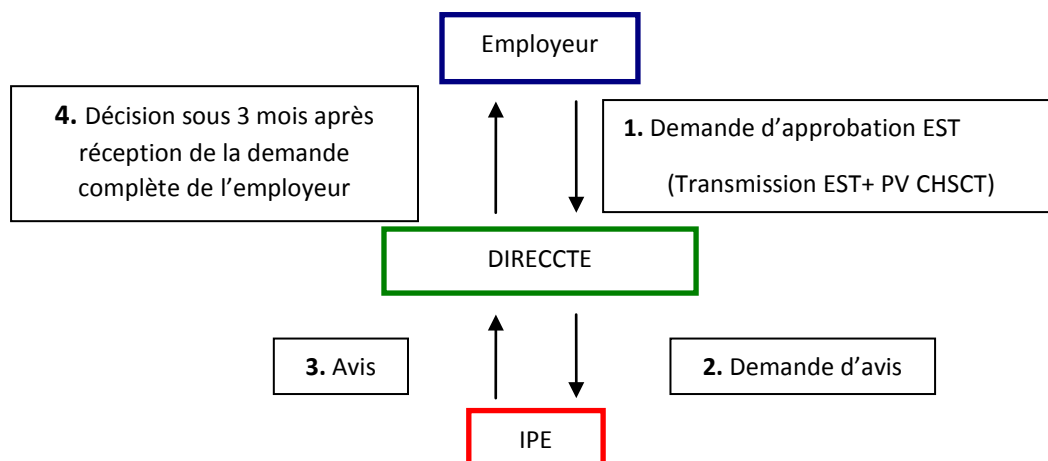 Employeur
4. Décision sous 3 mois après
réception de la demande
complète de l’employeur
1. Demande d’approbation EST
(Transmission EST+ PV CHSCT)
DIRECCTE
3. Avis
2. Demande d’avis
IPE